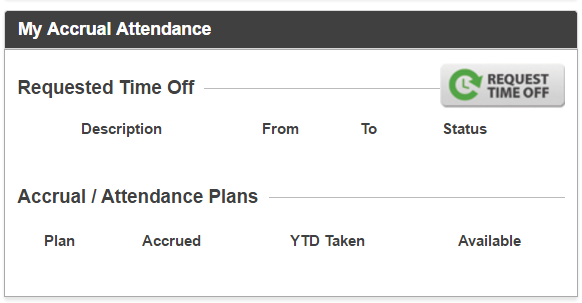 My Accrual Attendance
Requested Time Off
REQUEST
TIME OFF
Description From To Status
Accrual / Attendance Plans
Plan Accrued YTD Taken Available